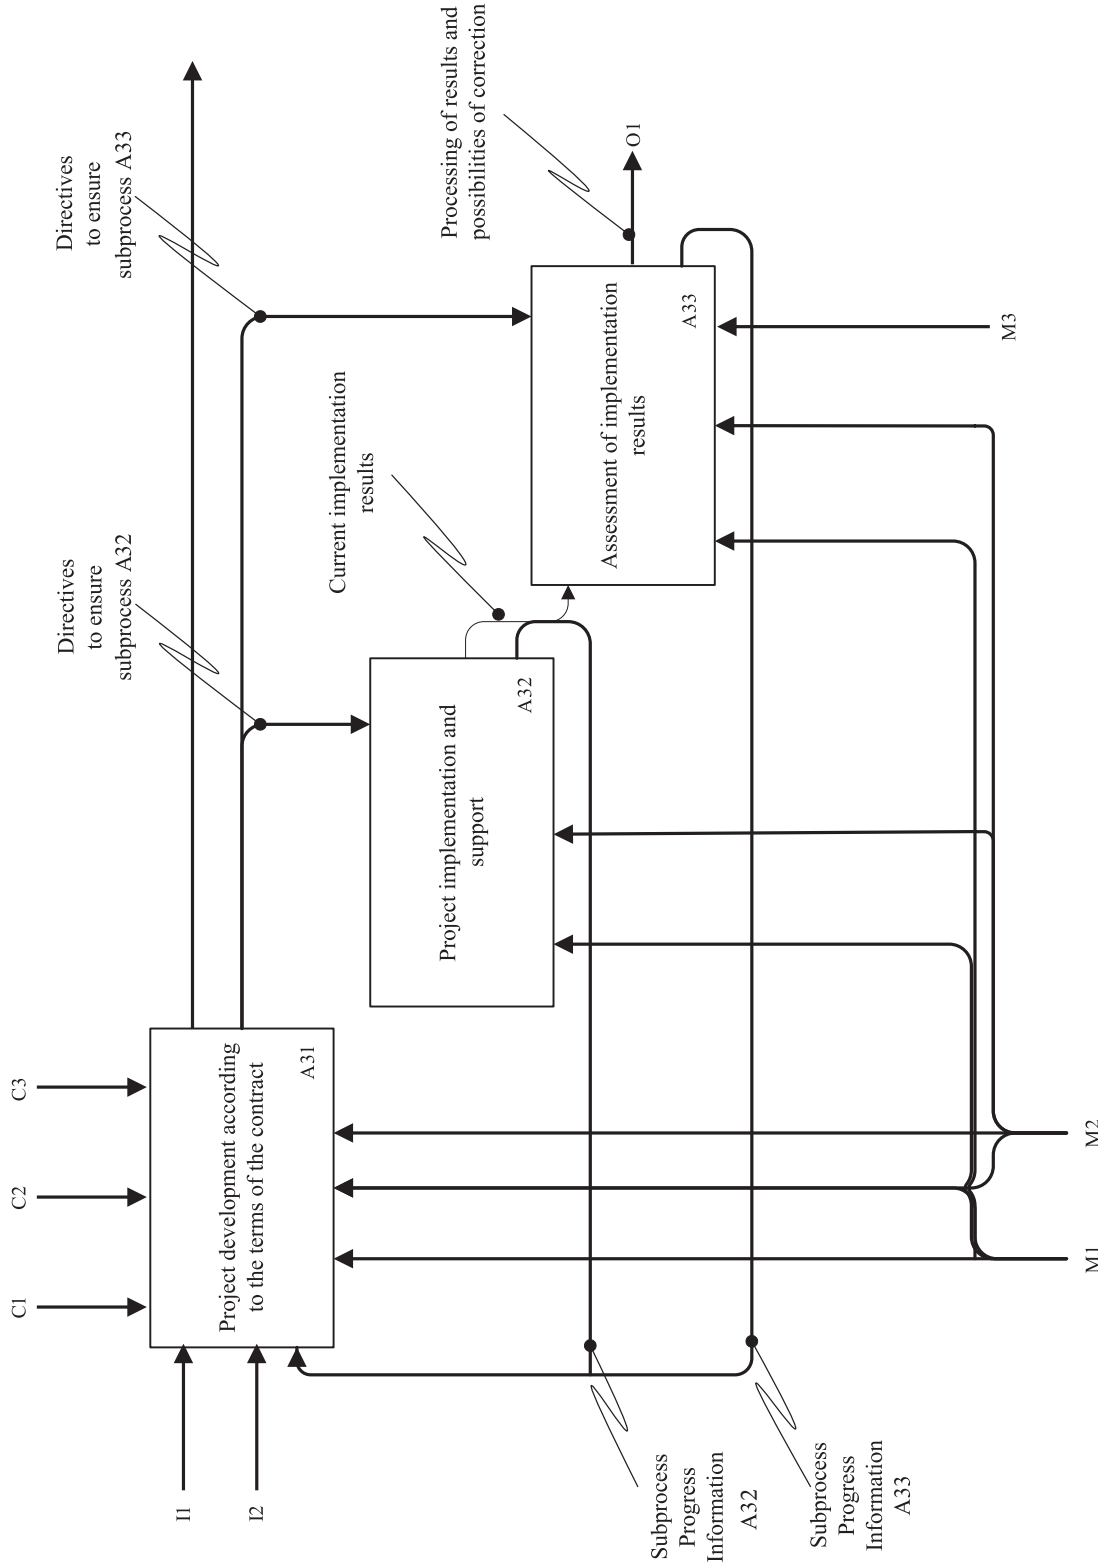 C1
C2
C3
I1
I2
Project development according
to the terms of the contract
A31
Directives
to ensure
subprocess A32
Directives
to ensure
subprocess A33
Project implementation and
support
A32
Current implementation
results
Assessment of implementation
results
A33
Processing of results and
possibilities of correction
O1
Subprocess
Progress
Information
A32
Subprocess
Progress
Information
A33
M1
M2
M3